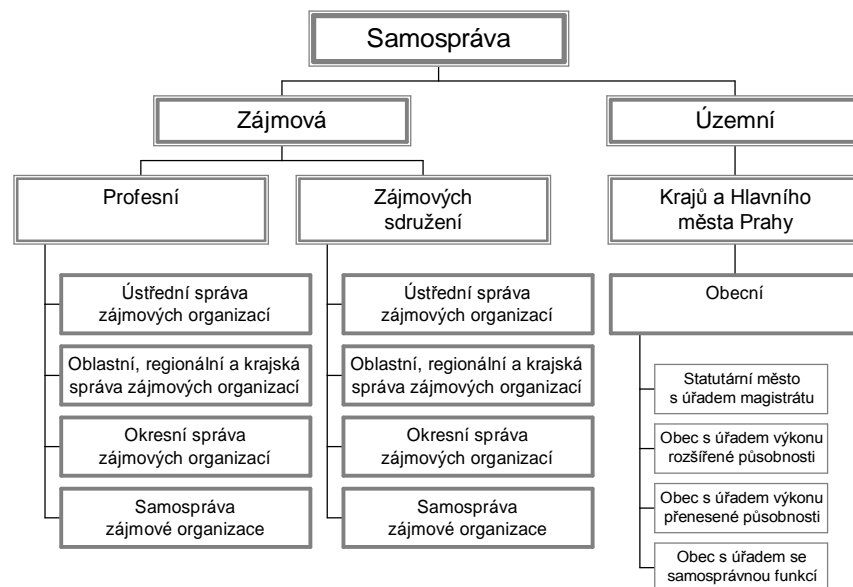 Samospráva
Zájmová
Územní
Profesní
Zájmových
sdružení
Krajů a Hlavního
města Prahy
Ústřední správa
zájmových organizací
Oblastní, regionální a krajská
správa zájmových organizací
Okresní správa
zájmových organizací
Samospráva
zájmové organizace
Ústřední správa
zájmových organizací
Oblastní, regionální a krajská
správa zájmových organizací
Okresní správa
zájmových organizací
Samospráva
zájmové organizace
Obecní
Statutární město
s úřadem magistrátu
Obec s úřadem výkonu
rozšířené působnosti
Obec s úřadem výkonu
přenesené působnosti
Obec s úřadem se
samosprávnou funkcí